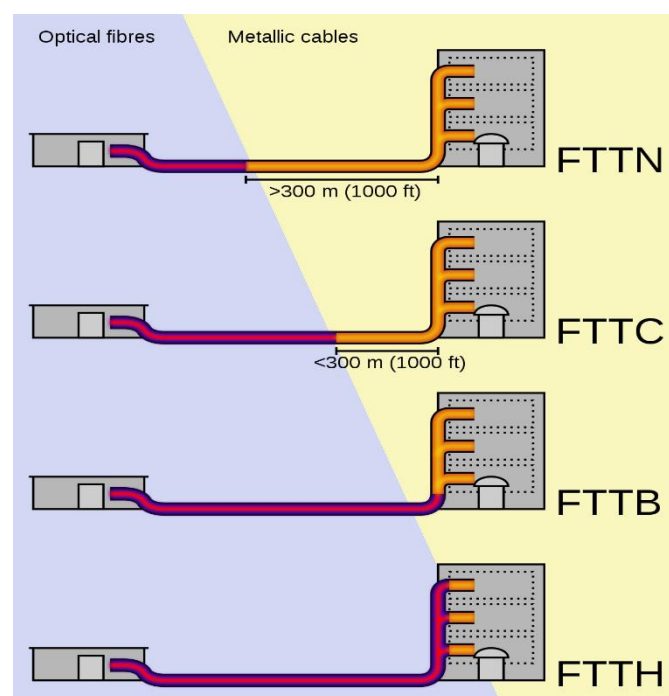 Optical fibres
Metallic cables
FTTN
>300 m (1000 ft)
FTTC
<300 m (1000 ft)
FTTB
FTTH